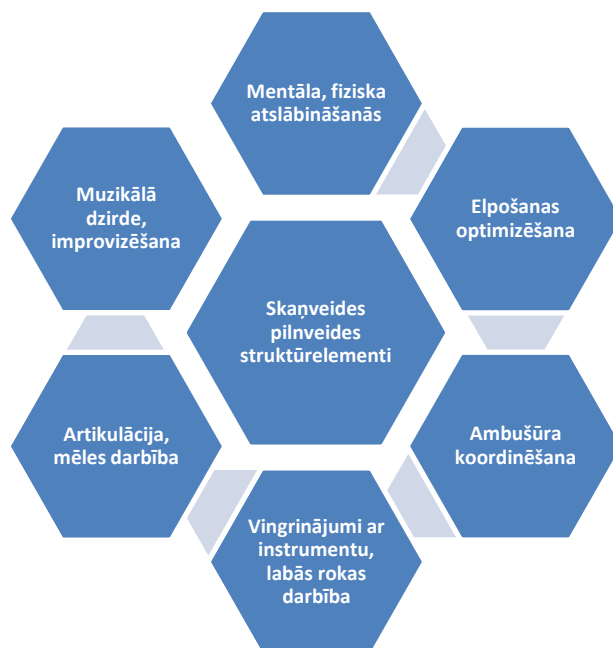 Mentāla, fiziska
atslābināšanās
Elpošanas
optimizēšana
Ambušūra
koordinēšana
Vingrinājumi ar
instrumentu,
labās rokas
darbība
Artikulācija,
mēles darbība
Muzikālā
dzirde,
improvizēšana
Skaņveides
pilnveides
struktūrelementi